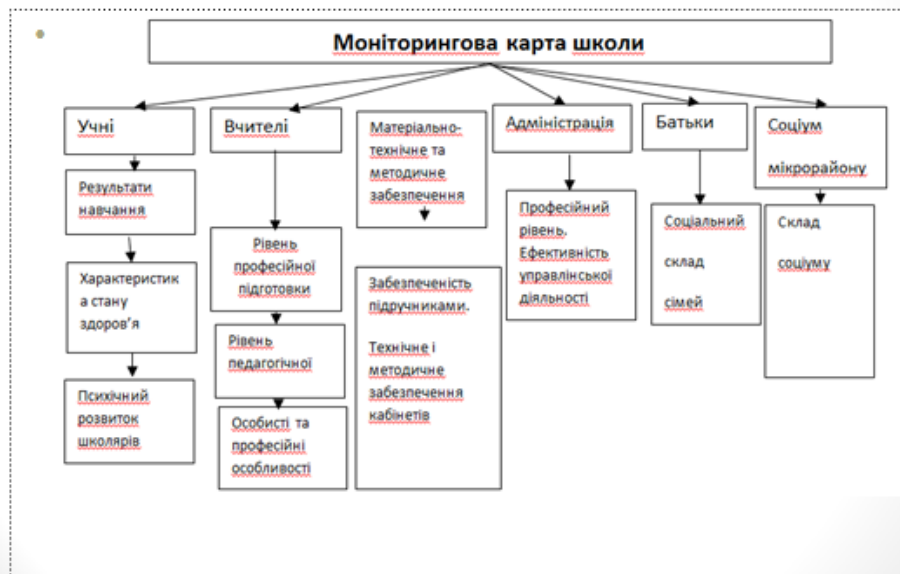 Моніторингова карта школи
Учні
Результати
навчання
Характеристик
а стану
здоров’я
Психічний
розвиток
школярів
Вчителі
Рівень
професійної
підготовки
Рівень
педагогічної
Особисті та
професійні
особливості
Матеріально-
технічне та
методичне
забезпечення
Забезпеченість
підручниками.
Технічне і
методичне
забезпечення
кабінетів
Адміністрація
Професійний
рівень.
Ефективність
управлінської
діяльності
Батьки
Соціальний
склад
сімей
Соціум
мікрорайону
Склад
соціуму